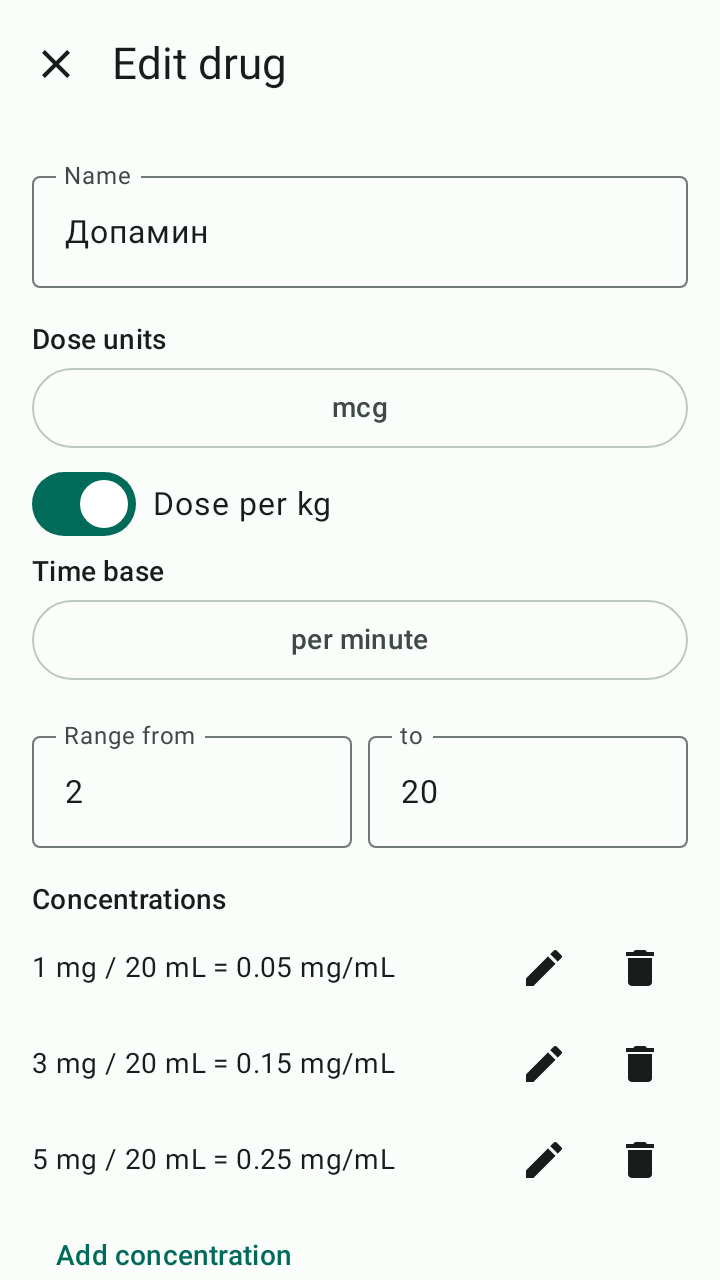 Edit drug
Name
Допамин
Dose units
mcg
Dose per kg
Time base
per minute
Range from
to
2
20
Concentrations
1 mg / 20 mL = 0.05 mg/mL
3 mg / 20 mL = 0.15 mg/mL
5 mg / 20 mL = 0.25 mg/mL
Add concentration